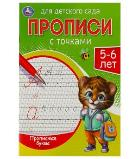 для детского сада
ПРОПИСИ
с точками
5-6
лет
Прописные
буквы